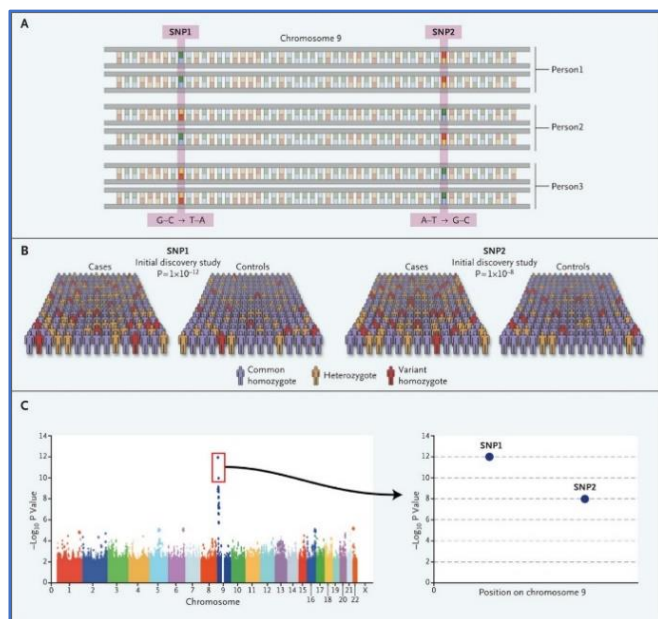 A
SNP1
Chromosome 9
SNP2
Person1
Person2
Person3
G–C → T–A
A–T → G–C
B
SNP1
Cases
Initial discovery study
P=1×10⁻¹²
Controls
SNP2
Cases
Initial discovery study
P=1×10⁻⁸
Controls
Common homozygote
Heterozygote
Variant homozygote
C
14
12
10
8
6
4
2
0
−Log₁₀ P Value
0 1 2 3 4 5 6 7 8 9 10 11 12 13 14 15 16 17 18 19 20 21 22 X
Chromosome
14
12
10
8
6
4
2
0
−Log₁₀ P Value
SNP1
SNP2
0
Position on chromosome 9